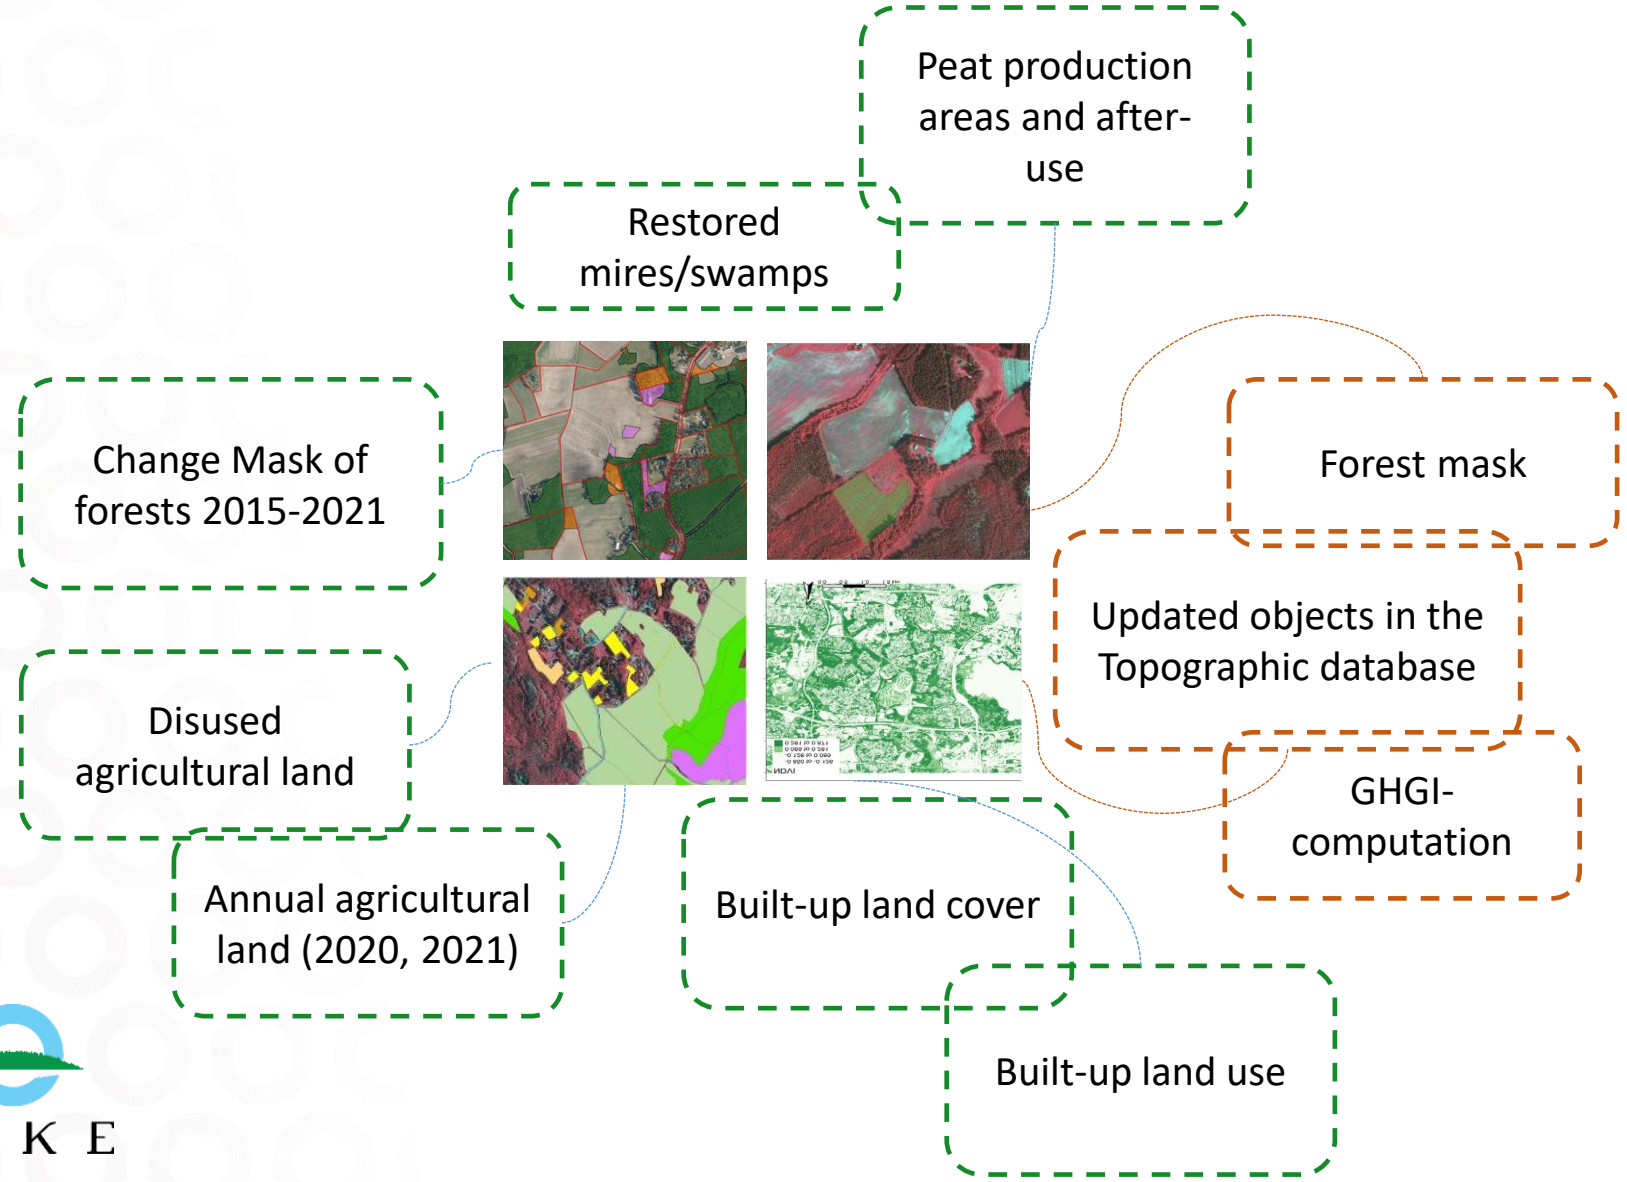 Peat production
areas and after-
use
Restored
mires/swamps
Change Mask of
forests 2015-2021
Forest mask
Updated objects in the
Topographic database
Disused
agricultural land
GHGI-
computation
Annual agricultural
land (2020, 2021)
Built-up land cover
Built-up land use
NDVI
K E